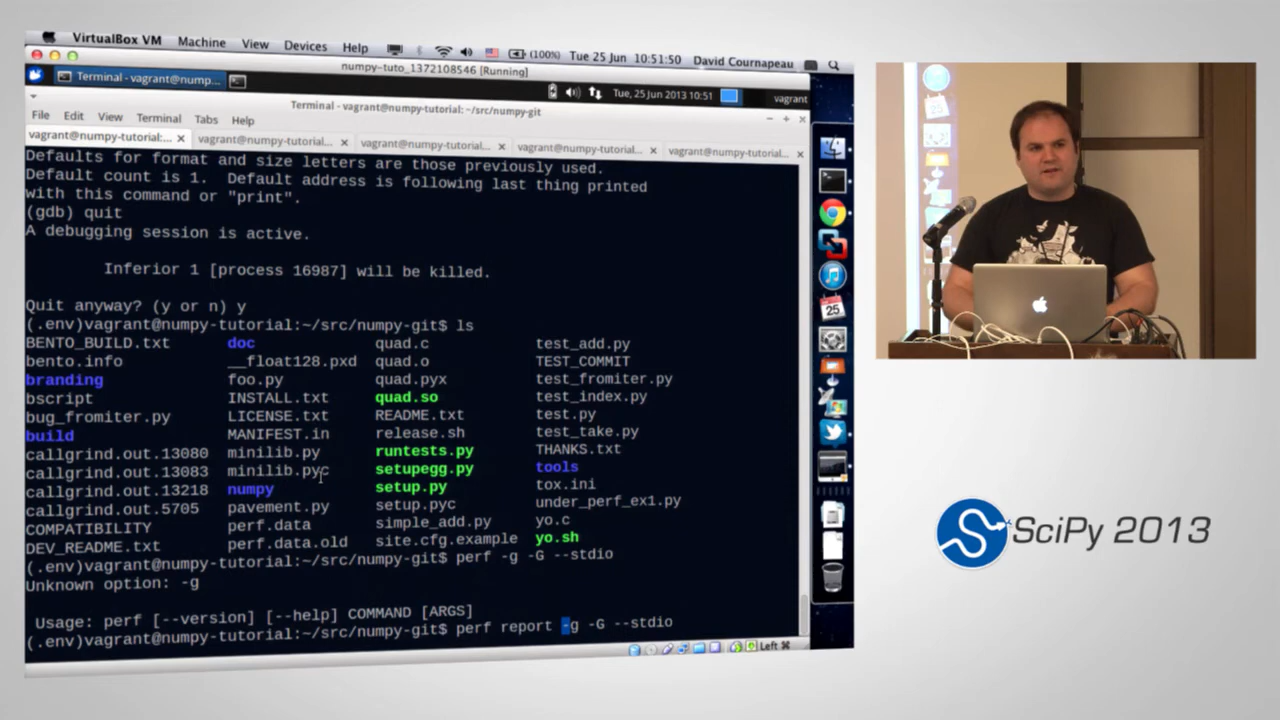 VirtualBox VM Machine View Devices Help (100%) Tue 25 Jun 10:51:50 David Cournapeau
numpy-tuto_1372108546 [Running]
Terminal - vagrant@nump... Tue, 25 Jun 2013 10:51 vagrant
Terminal - vagrant@numpy-tutorial: ~/src/numpy-git
File Edit View Terminal Tabs Help
vagrant@numpy-tutorial:... vagrant@numpy-tutorial... vagrant@numpy-tutorial... vagrant@numpy-tutorial... vagrant@numpy-tutorial...
Defaults for format and size letters are those previously used.
Default count is 1. Default address is following last thing printed
with this command or "print".
(gdb) quit
A debugging session is active.
Inferior 1 [process 16987] will be killed.
Quit anyway? (y or n) y
(.env)vagrant@numpy-tutorial:~/src/numpy-git$ ls
BENTO_BUILD.txt doc quad.c test_add.py
bento.info __float128.pxd quad.o TEST_COMMIT
branding foo.py quad.pyx test_fromiter.py
bscript INSTALL.txt quad.so test_index.py
bug_fromiter.py LICENSE.txt README.txt test.py
build MANIFEST.in release.sh test_take.py
callgrind.out.13080 minilib.py runtests.py THANKS.txt
callgrind.out.13083 minilib.pyc setupegg.py tools
callgrind.out.13218 numpy setup.py tox.ini
callgrind.out.5705 pavement.py setup.pyc under_perf_ex1.py
COMPATIBILITY perf.data simple_add.py yo.c
DEV_README.txt perf.data.old site.cfg.example yo.sh
(.env)vagrant@numpy-tutorial:~/src/numpy-git$ perf -g -G --stdio
Unknown option: -g
Usage: perf [--version] [--help] COMMAND [ARGS]
(.env)vagrant@numpy-tutorial:~/src/numpy-git$ perf report -g -G --stdio
Left ⌘
25
SciPy 2013